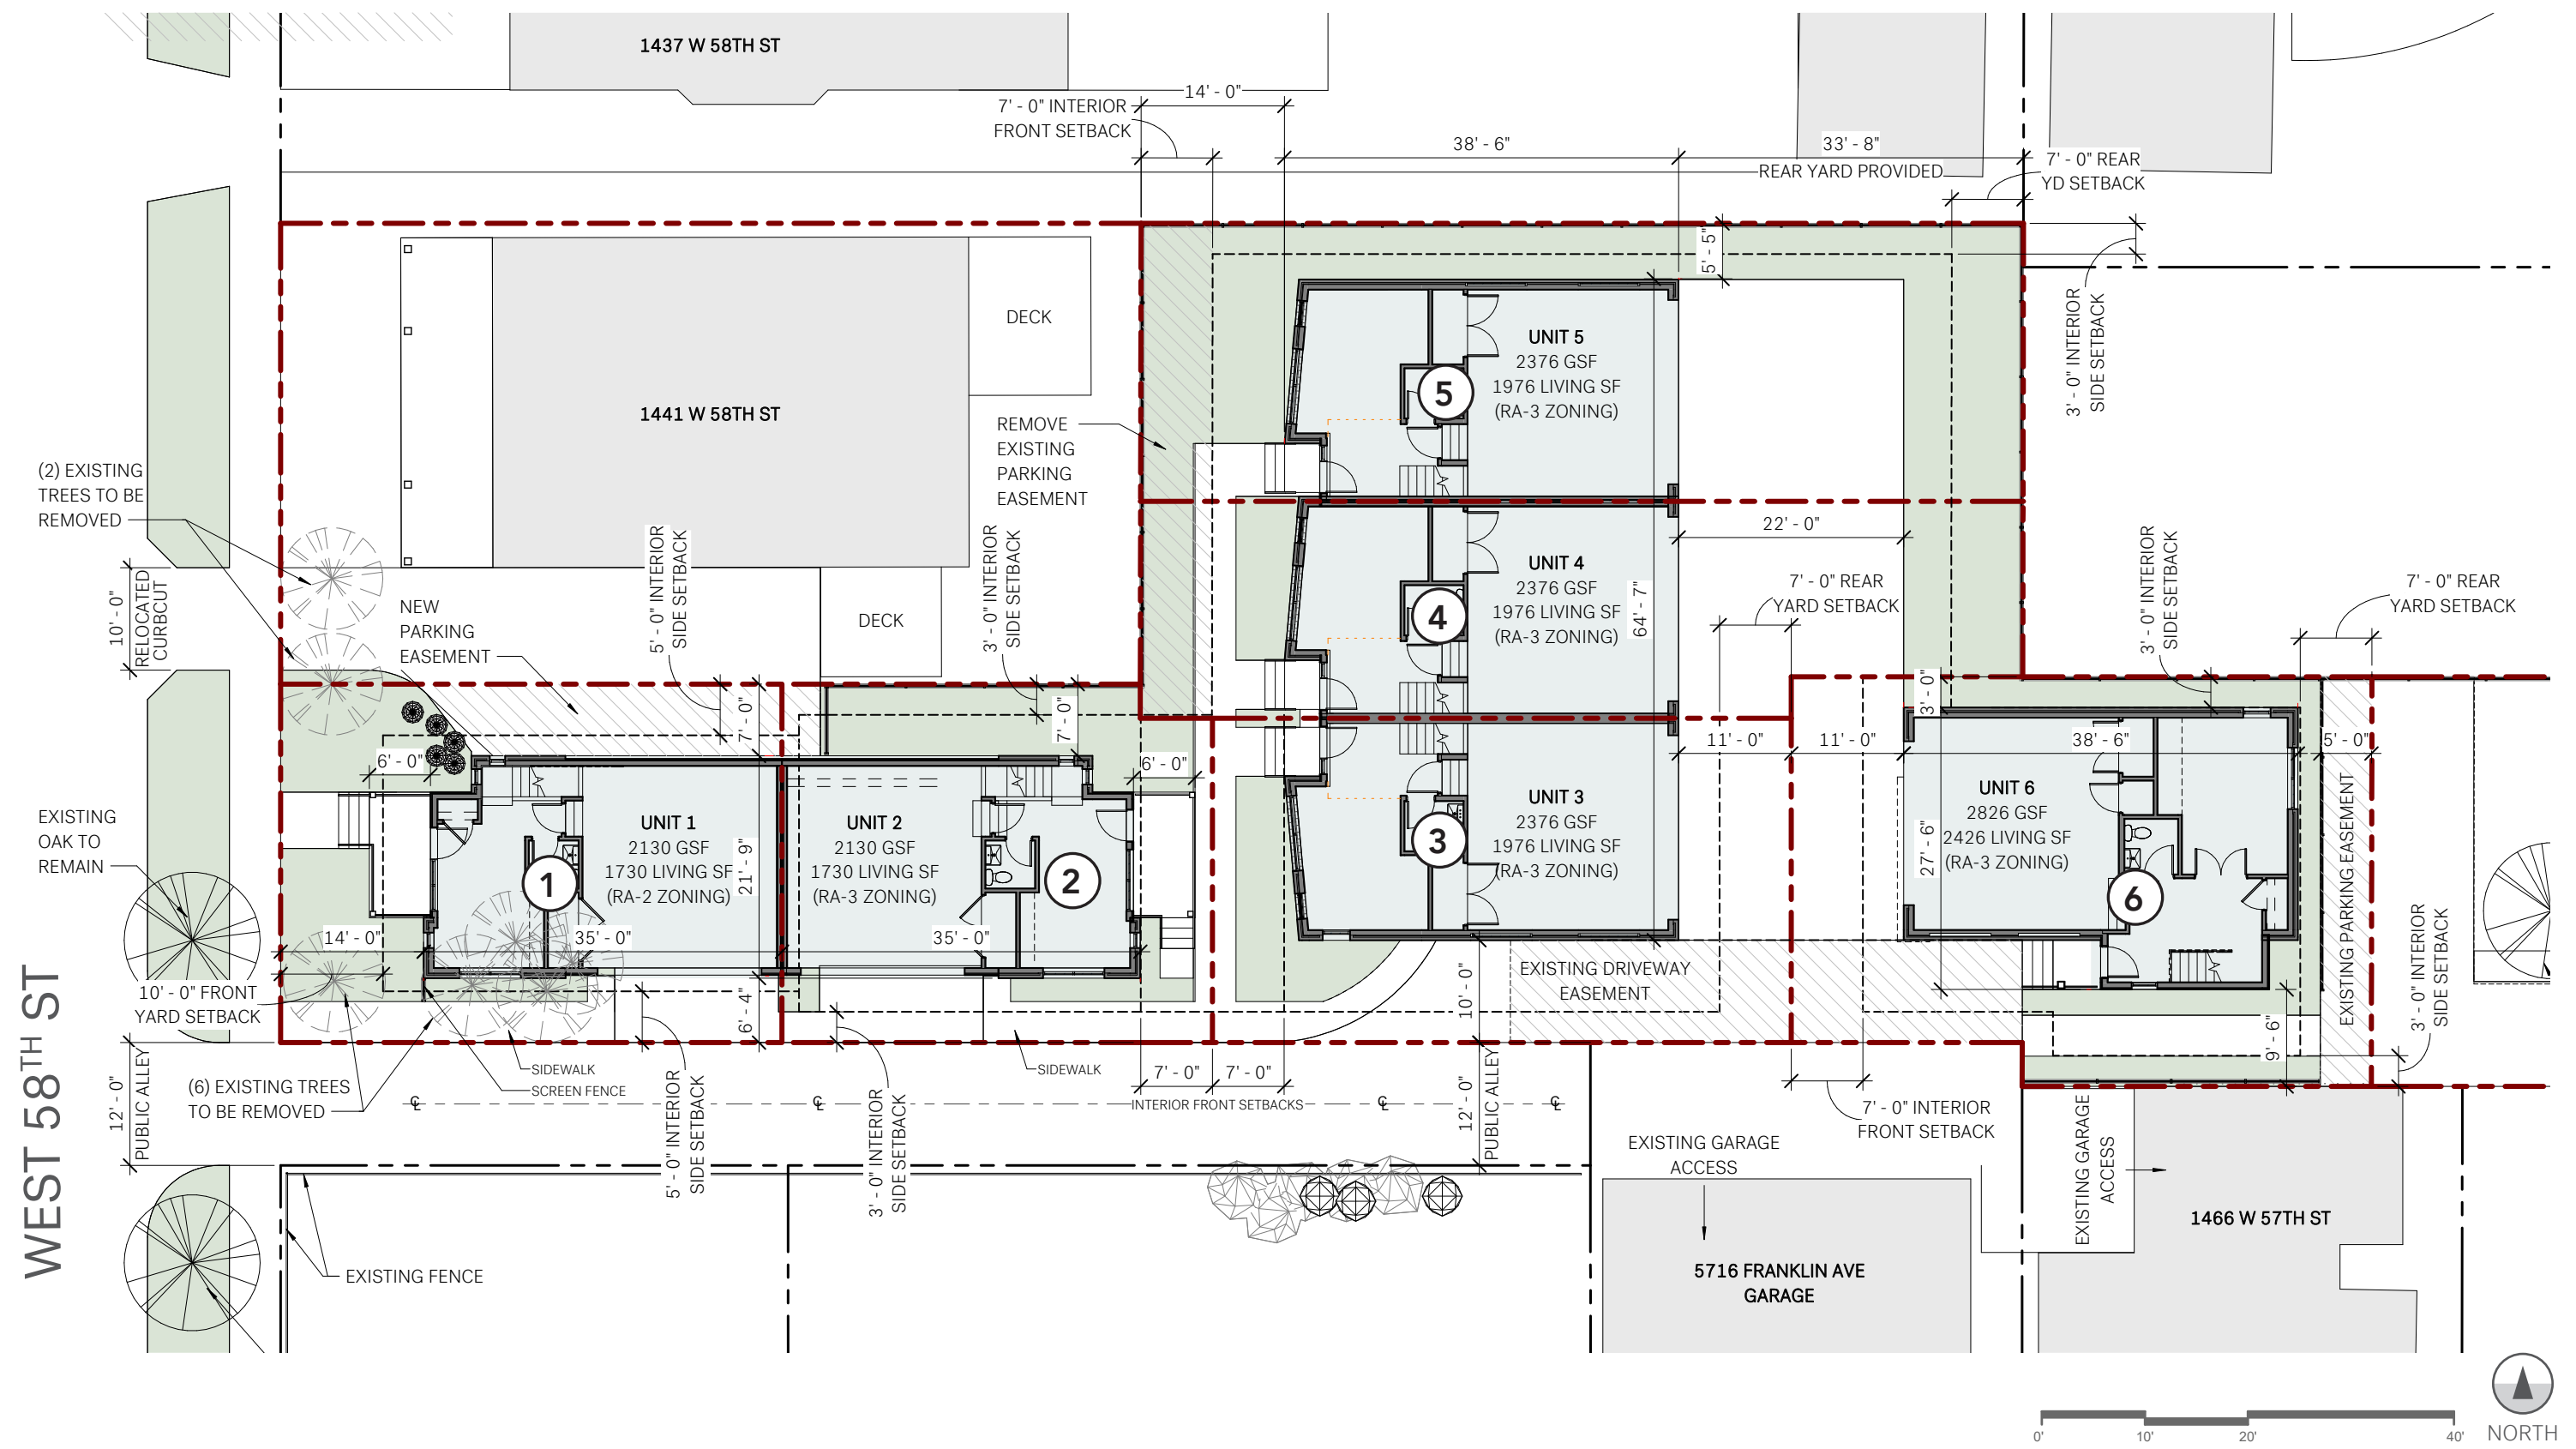 1437 W 58TH ST
14' - 0"
7' - 0" INTERIOR
FRONT SETBACK
38' - 6"
33' - 8"
REAR YARD PROVIDED
7' - 0" REAR
YD SETBACK
5' - 5"
3' - 0" INTERIOR
SIDE SETBACK
DECK
1441 W 58TH ST
REMOVE
EXISTING
PARKING
EASEMENT
UNIT 5
2376 GSF
1976 LIVING SF
(RA-3 ZONING)
5
(2) EXISTING
TREES TO BE
REMOVED
10' - 0"
RELOCATED
CURBCUT
NEW
PARKING
EASEMENT
5' - 0" INTERIOR
SIDE SETBACK
DECK
3' - 0" INTERIOR
SIDE SETBACK
UNIT 4
2376 GSF
1976 LIVING SF
(RA-3 ZONING)
4
64' - 7"
22' - 0"
7' - 0" REAR
YARD SETBACK
3' - 0" INTERIOR
SIDE SETBACK
7' - 0" REAR
YARD SETBACK
7' - 0"
7' - 0"
3' - 0"
6' - 0"
6' - 0"
11' - 0"
11' - 0"
38' - 6"
5' - 0"
EXISTING
OAK TO
REMAIN
UNIT 1
2130 GSF
1730 LIVING SF
(RA-2 ZONING)
1
21' - 9"
UNIT 2
2130 GSF
1730 LIVING SF
(RA-3 ZONING)
2
UNIT 3
2376 GSF
1976 LIVING SF
(RA-3 ZONING)
3
UNIT 6
2826 GSF
2426 LIVING SF
(RA-3 ZONING)
6
27' - 6"
EXISTING PARKING EASEMENT
3' - 0" INTERIOR
SIDE SETBACK
14' - 0"
35' - 0"
35' - 0"
10' - 0" FRONT
YARD SETBACK
6' - 4"
EXISTING DRIVEWAY
EASEMENT
10' - 0"
9' - 6"
WEST 58TH ST
12' - 0"
PUBLIC ALLEY
(6) EXISTING TREES
TO BE REMOVED
SIDEWALK
SCREEN FENCE
5' - 0" INTERIOR
SIDE SETBACK
SIDEWALK
3' - 0" INTERIOR
SIDE SETBACK
7' - 0"
7' - 0"
INTERIOR FRONT SETBACKS
12' - 0"
PUBLIC ALLEY
℄
℄
℄
℄
7' - 0" INTERIOR
FRONT SETBACK
EXISTING GARAGE
ACCESS
EXISTING GARAGE
ACCESS
1466 W 57TH ST
5716 FRANKLIN AVE
GARAGE
EXISTING FENCE
0'
10'
20'
40'
NORTH